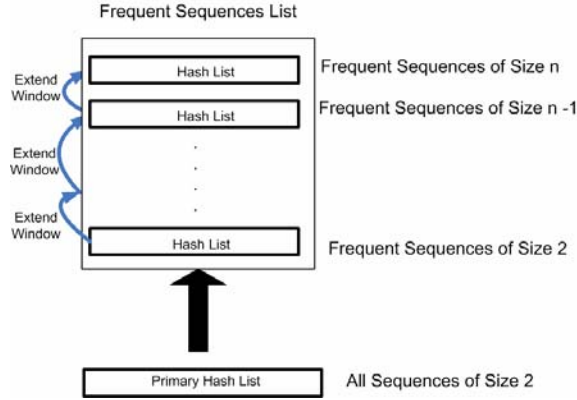 Frequent Sequences List
Hash List
Frequent Sequences of Size n
Extend
Window
Hash List
Frequent Sequences of Size n -1
Extend
Window
Extend
Window
Hash List
Frequent Sequences of Size 2
Primary Hash List
All Sequences of Size 2